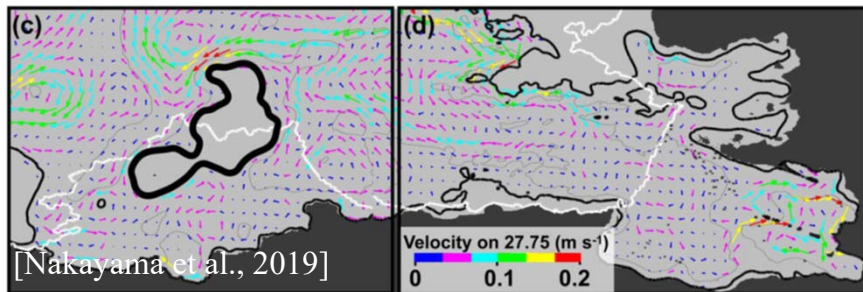 (c)
(d)
Velocity on 27.75 (m s⁻¹)
0 0.1 0.2
[Nakayama et al., 2019]